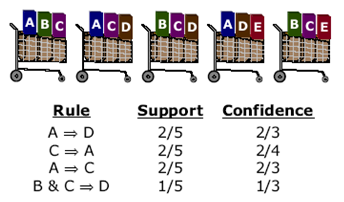 A B C A C D B C D A D E B C E
Rule Support Confidence
A ⇒ D 2/5 2/3
C ⇒ A 2/5 2/4
A ⇒ C 2/5 2/3
B & C ⇒ D 1/5 1/3